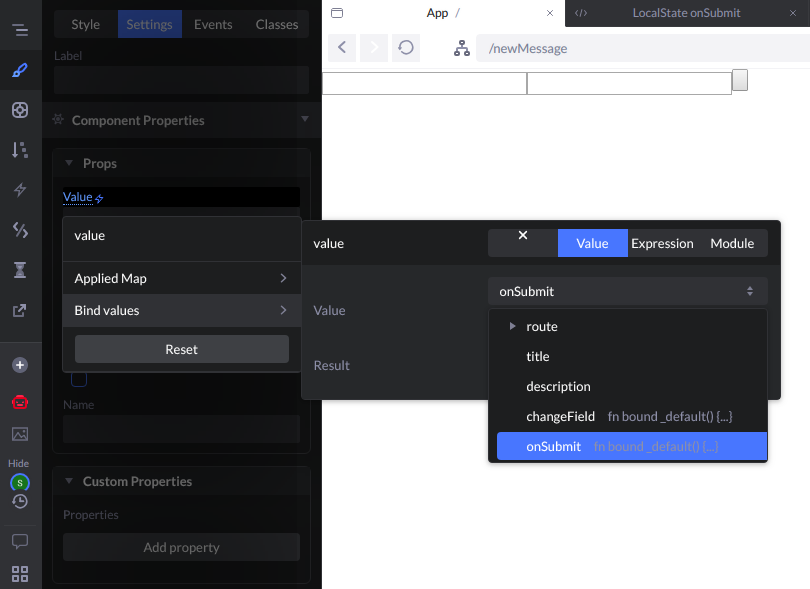 Style Settings Events Classes
Label
Component Properties
Props
Value
value
Applied Map
Bind values
Reset
Name
Custom Properties
Properties
Add property
Hide
S
App /
LocalState onSubmit
/newMessage
value
Value Expression Module
Value
onSubmit
Result
route
title
description
changeField fn bound _default() {...}
onSubmit fn bound _default() {...}